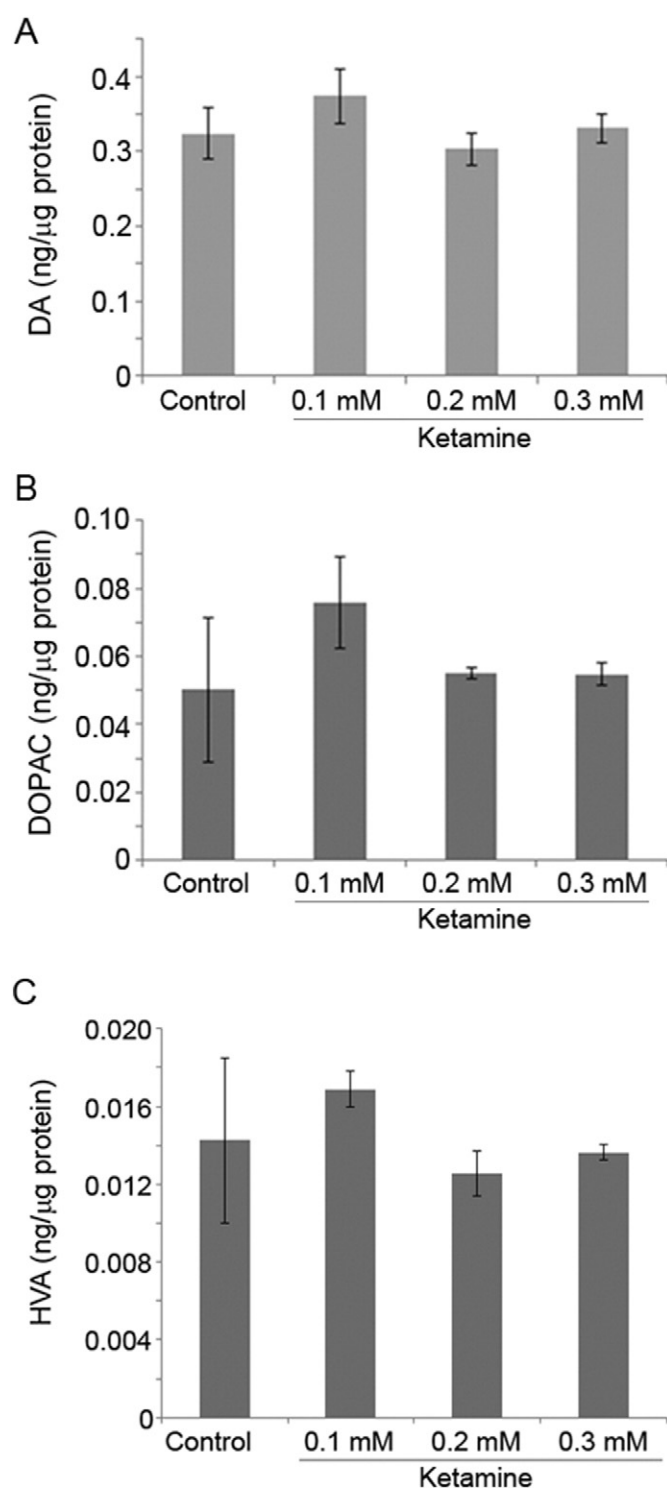 A
DA (ng/μg protein)
0.4
0.3
0.2
0.1
0
Control 0.1 mM 0.2 mM 0.3 mM
Ketamine
B
DOPAC (ng/μg protein)
0.10
0.08
0.06
0.04
0.02
0
Control 0.1 mM 0.2 mM 0.3 mM
Ketamine
C
HVA (ng/μg protein)
0.020
0.016
0.012
0.008
0.004
0
Control 0.1 mM 0.2 mM 0.3 mM
Ketamine